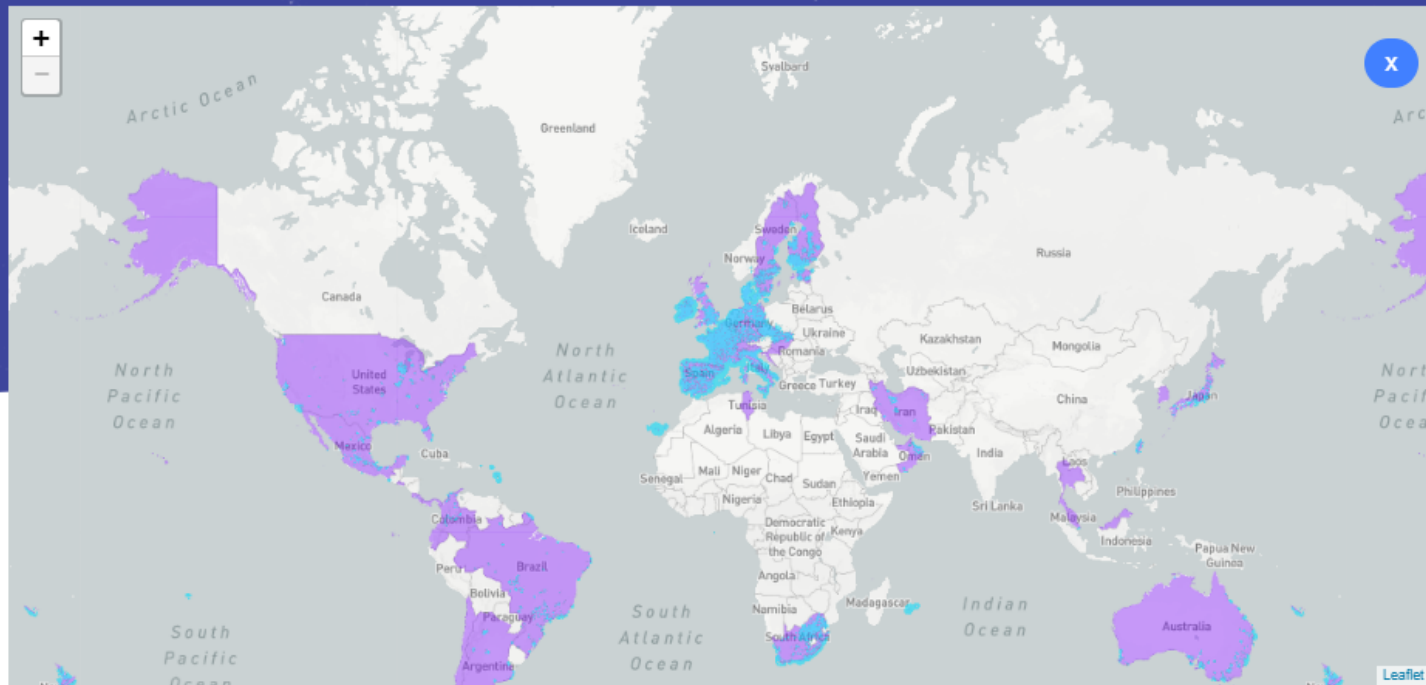 +
−
x
Arctic Ocean
Svalbard
Arc
Greenland
Iceland
Sweden
Norway
Russia
Canada
Belarus
Germany
Ukraine
Kazakhstan
Mongolia
Romania
North
Pacific
Ocean
United
States
North
Atlantic
Ocean
Spain
Italy
Greece
Turkey
Uzbekistan
China
Japan
Tunisia
Iraq
Iran
Mexico
Cuba
Algeria
Libya
Egypt
Saudi
Arabia
Pakistan
Oman
India
Laos
Senegal
Mali
Niger
Chad
Sudan
Yemen
Philippines
Nigeria
Ethiopia
Sri Lanka
Malaysia
Colombia
Democratic
Republic of
the Congo
Kenya
Indonesia
Papua New
Guinea
Peru
Brazil
Angola
Bolivia
Namibia
Madagascar
Indian
Ocean
Paraguay
South
Pacific
Ocean
South
Atlantic
Ocean
South Africa
Australia
Argentina
Leaflet